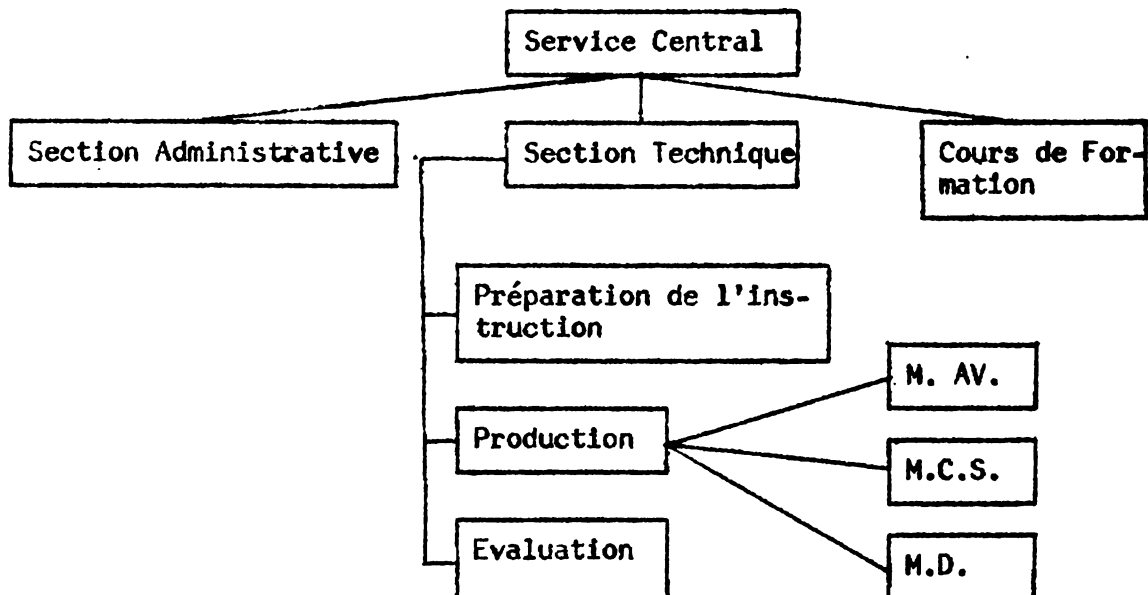 Service Central
Section Administrative
Section Technique
Cours de For-
mation
Préparation de l'ins-
truction
M. AV.
Production
M.C.S.
Evaluation
M.D.